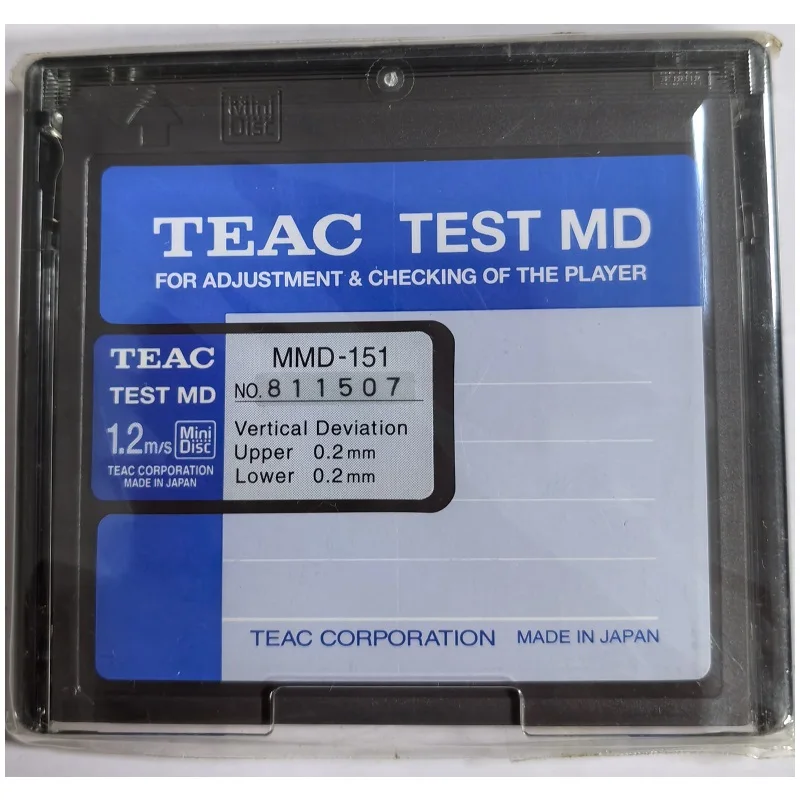 Mini
Disc
TEAC TEST MD
FOR ADJUSTMENT & CHECKING OF THE PLAYER
TEAC
TEST MD
1.2m/s Mini Disc
TEAC CORPORATION
MADE IN JAPAN
MMD-151
NO. 811507
Vertical Deviation
Upper 0.2mm
Lower 0.2mm
TEAC CORPORATION MADE IN JAPAN